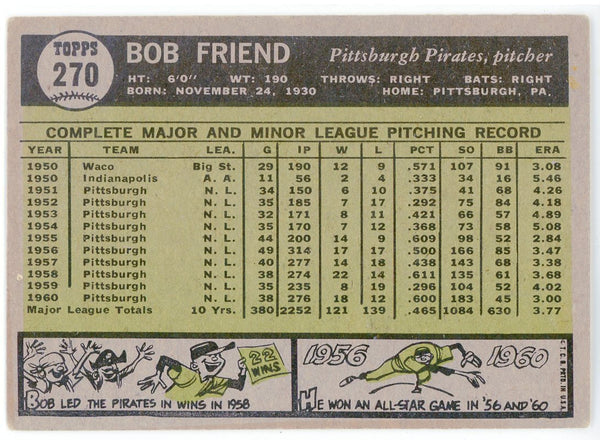 TOPPS
270
BOB FRIEND
Pittsburgh Pirates, pitcher
HT: 6'0" WT: 190 THROWS: RIGHT BATS: RIGHT
BORN: NOVEMBER 24, 1930 HOME: PITTSBURGH, PA.
COMPLETE MAJOR AND MINOR LEAGUE PITCHING RECORD
YEAR TEAM LEA. G IP W L PCT SO BB ERA
1950 Waco Big St. 29 190 12 9 .571 107 91 3.08
1950 Indianapolis A. A. 11 56 2 4 .333 34 16 5.46
1951 Pittsburgh N. L. 34 150 6 10 .375 41 68 4.26
1952 Pittsburgh N. L. 35 185 7 17 .292 75 84 4.18
1953 Pittsburgh N. L. 32 171 8 11 .421 66 57 4.89
1954 Pittsburgh N. L. 35 170 7 12 .368 73 58 5.08
1955 Pittsburgh N. L. 44 200 14 9 .609 98 52 2.84
1956 Pittsburgh N. L. 49 314 17 17 .500 166 85 3.47
1957 Pittsburgh N. L. 40 277 14 18 .438 143 68 3.38
1958 Pittsburgh N. L. 38 274 22 14 .611 135 61 3.68
1959 Pittsburgh N. L. 35 235 8 19 .296 104 52 4.02
1960 Pittsburgh N. L. 38 276 18 12 .600 183 45 3.00
Major League Totals 10 Yrs. 380 2252 121 139 .465 1084 630 3.77
22
WINS
BOB LED THE PIRATES IN WINS IN 1958
1956 1960
HE WON AN ALL-STAR GAME IN '56 AND '60
© T.C.G. PRTD. IN U.S.A.